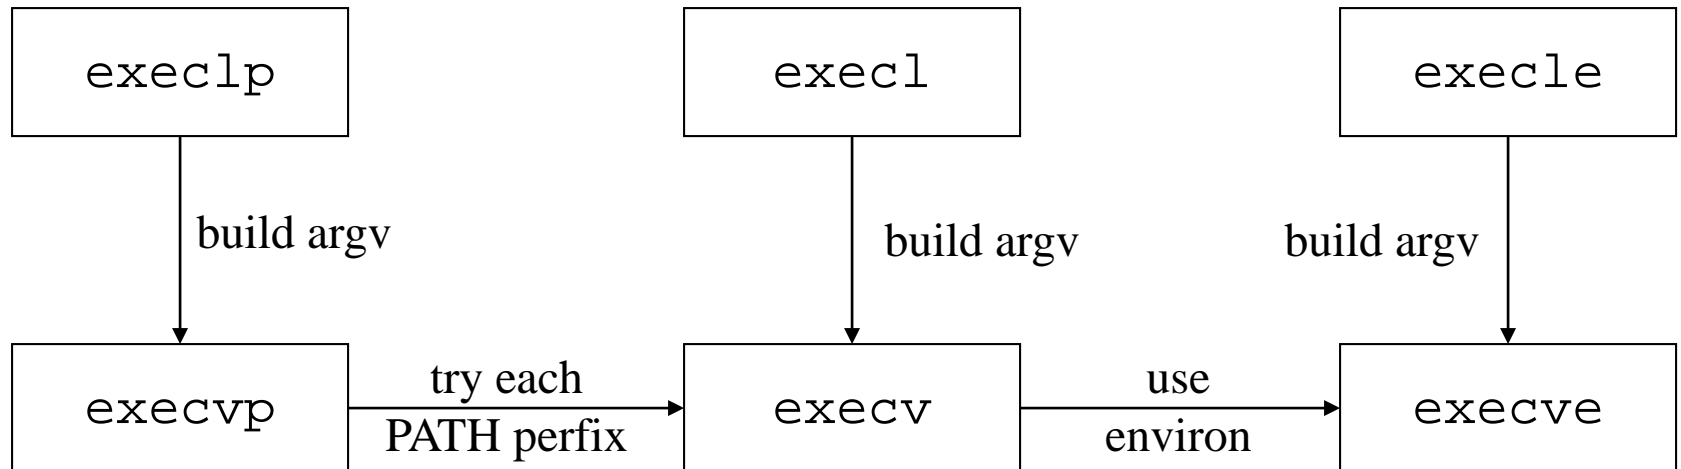 execlp
execl
execle
build argv
build argv
build argv
execvp
try each
PATH perfix
execv
use
environ
execve